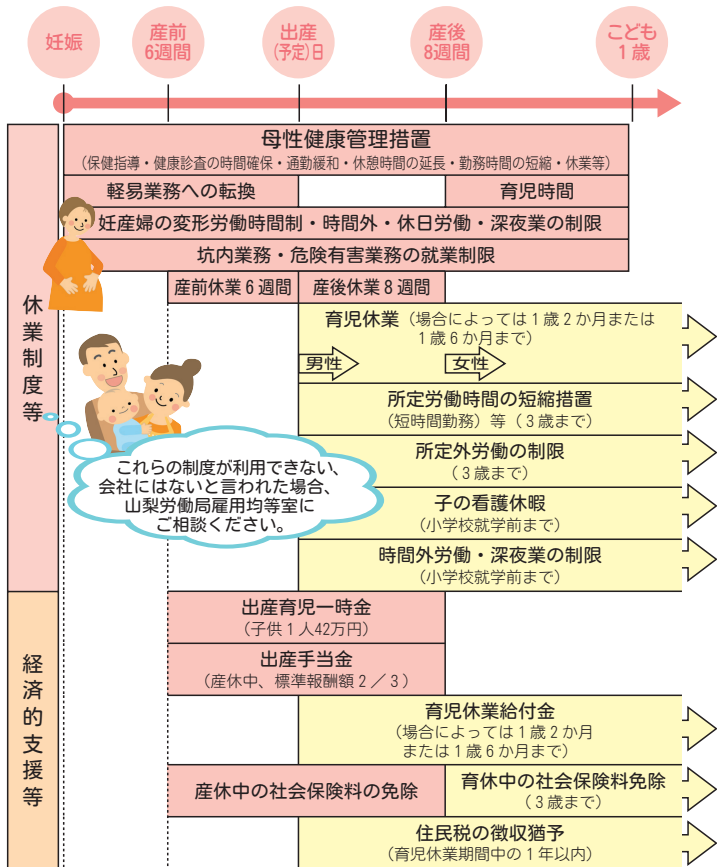 妊娠
産前
6週間
出産
(予定)日
産後
8週間
こども
1歳
休業制度等
母性健康管理措置
（保健指導・健康診査の時間確保・通勤緩和・休憩時間の延長・勤務時間の短縮・休業等）
軽易業務への転換
育児時間
妊産婦の変形労働時間制・時間外・休日労働・深夜業の制限
坑内業務・危険有害業務の就業制限
産前休業6週間
産後休業8週間
育児休業（場合によっては1歳2か月または
1歳6か月まで）
男性
女性
所定労働時間の短縮措置
（短時間勤務）等（3歳まで）
所定外労働の制限
（3歳まで）
子の看護休暇
（小学校就学前まで）
時間外労働・深夜業の制限
（小学校就学前まで）
これらの制度が利用できない、
会社にはないと言われた場合、
山梨労働局雇用均等室に
ご相談ください。
経済的支援等
出産育児一時金
（子供1人42万円）
出産手当金
（産休中、標準報酬額2／3）
育児休業給付金
（場合によっては1歳2か月
または1歳6か月まで）
産休中の社会保険料の免除
育休中の社会保険料免除
（3歳まで）
住民税の徴収猶予
（育児休業期間中の1年以内）